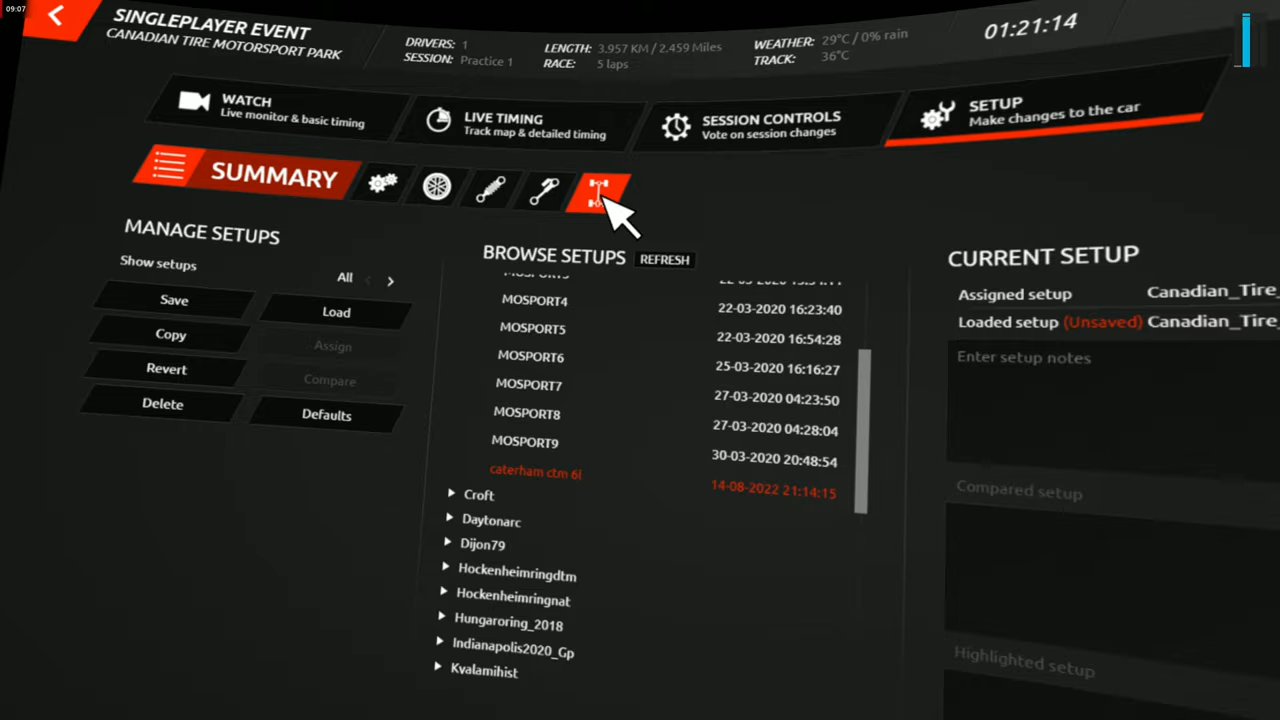 09:07
SINGLEPLAYER EVENT
CANADIAN TIRE MOTORSPORT PARK
DRIVERS: 1
SESSION: Practice 1
LENGTH: 3.957 KM / 2.459 Miles
RACE: 5 laps
WEATHER: 29°C / 0% rain
TRACK: 36°C
01:21:14
WATCH
Live monitor & basic timing
LIVE TIMING
Track map & detailed timing
SESSION CONTROLS
Vote on session changes
SETUP
Make changes to the car
SUMMARY
MANAGE SETUPS
Show setups All
Save Load
Copy Assign
Revert Compare
Delete Defaults
BROWSE SETUPS REFRESH
MOSPORT4 22-03-2020 16:23:40
MOSPORT5 22-03-2020 16:54:28
MOSPORT6 25-03-2020 16:16:27
MOSPORT7 27-03-2020 04:23:50
MOSPORT8 27-03-2020 04:28:04
MOSPORT9 30-03-2020 20:48:54
caterham ctm 6l 14-08-2022 21:14:15
Croft
Daytonarc
Dijon79
Hockenheimringdtm
Hockenheimringnat
Hungaroring_2018
Indianapolis2020_Gp
Kvalamihist
CURRENT SETUP
Assigned setup Canadian_Tire_
Loaded setup (Unsaved) Canadian_Tire_
Enter setup notes
Compared setup
Highlighted setup